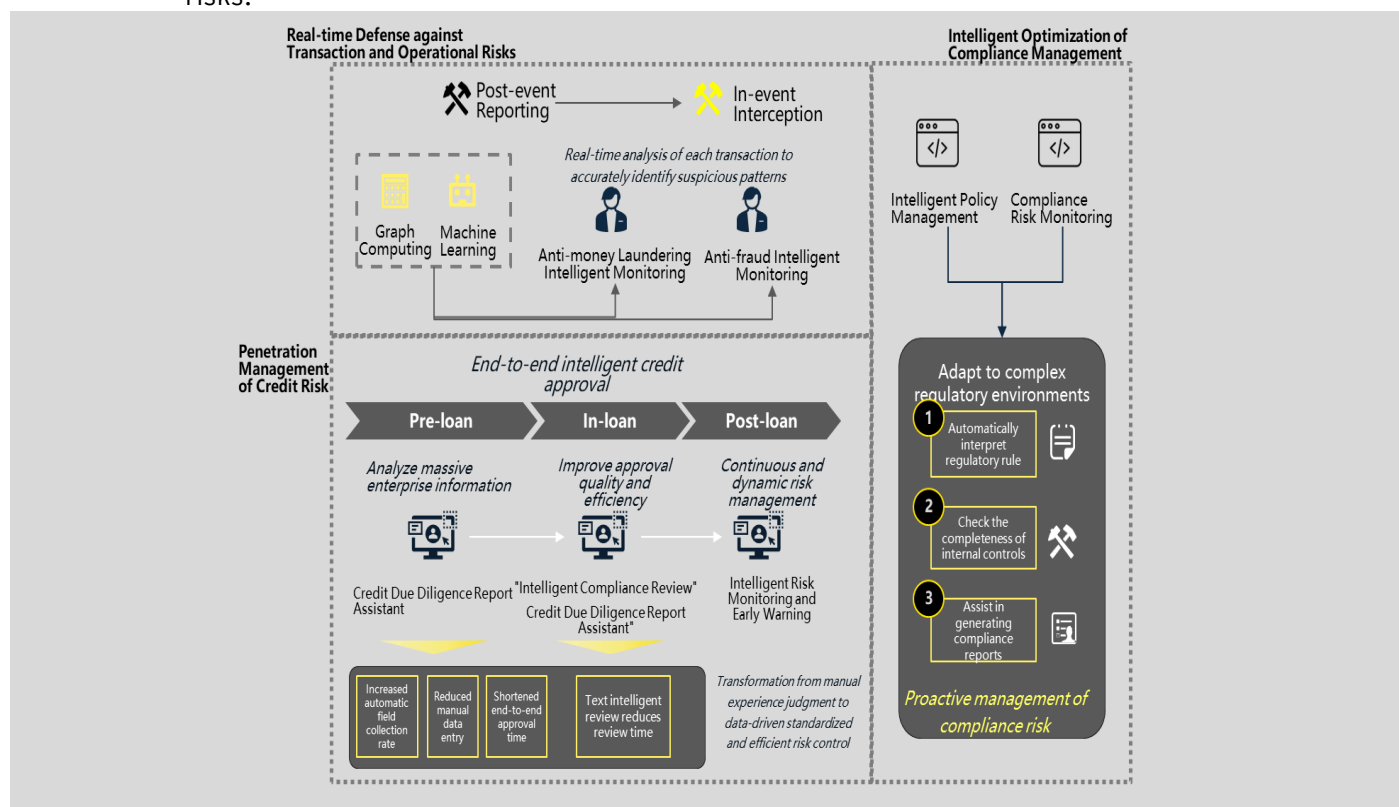 risks.
Real-time Defense against
Transaction and Operational Risks
Intelligent Optimization of
Compliance Management
Post-event
Reporting
In-event
Interception
Real-time analysis of each transaction to
accurately identify suspicious patterns
Graph
Computing
Machine
Learning
Anti-money Laundering
Intelligent Monitoring
Anti-fraud Intelligent
Monitoring
Intelligent Policy
Management
Compliance
Risk Monitoring
Penetration
Management
of Credit Risk
End-to-end intelligent credit
approval
Pre-loan
In-loan
Post-loan
Analyze massive
enterprise information
Improve approval
quality and
efficiency
Continuous and
dynamic risk
management
Credit Due Diligence Report
Assistant
"Intelligent Compliance Review"
Credit Due Diligence Report
Assistant"
Intelligent Risk
Monitoring and
Early Warning
Increased
automatic
field
collection
rate
Reduced
manual
data
entry
Shortened
end-to-end
approval
time
Text intelligent
review reduces
review time
Transformation from manual
experience judgment to
data-driven standardized
and efficient risk control
Adapt to complex
regulatory environments
1
Automatically
interpret
regulatory rule
2
Check the
completeness of
internal controls
3
Assist in
generating
compliance
reports
Proactive management of
compliance risk